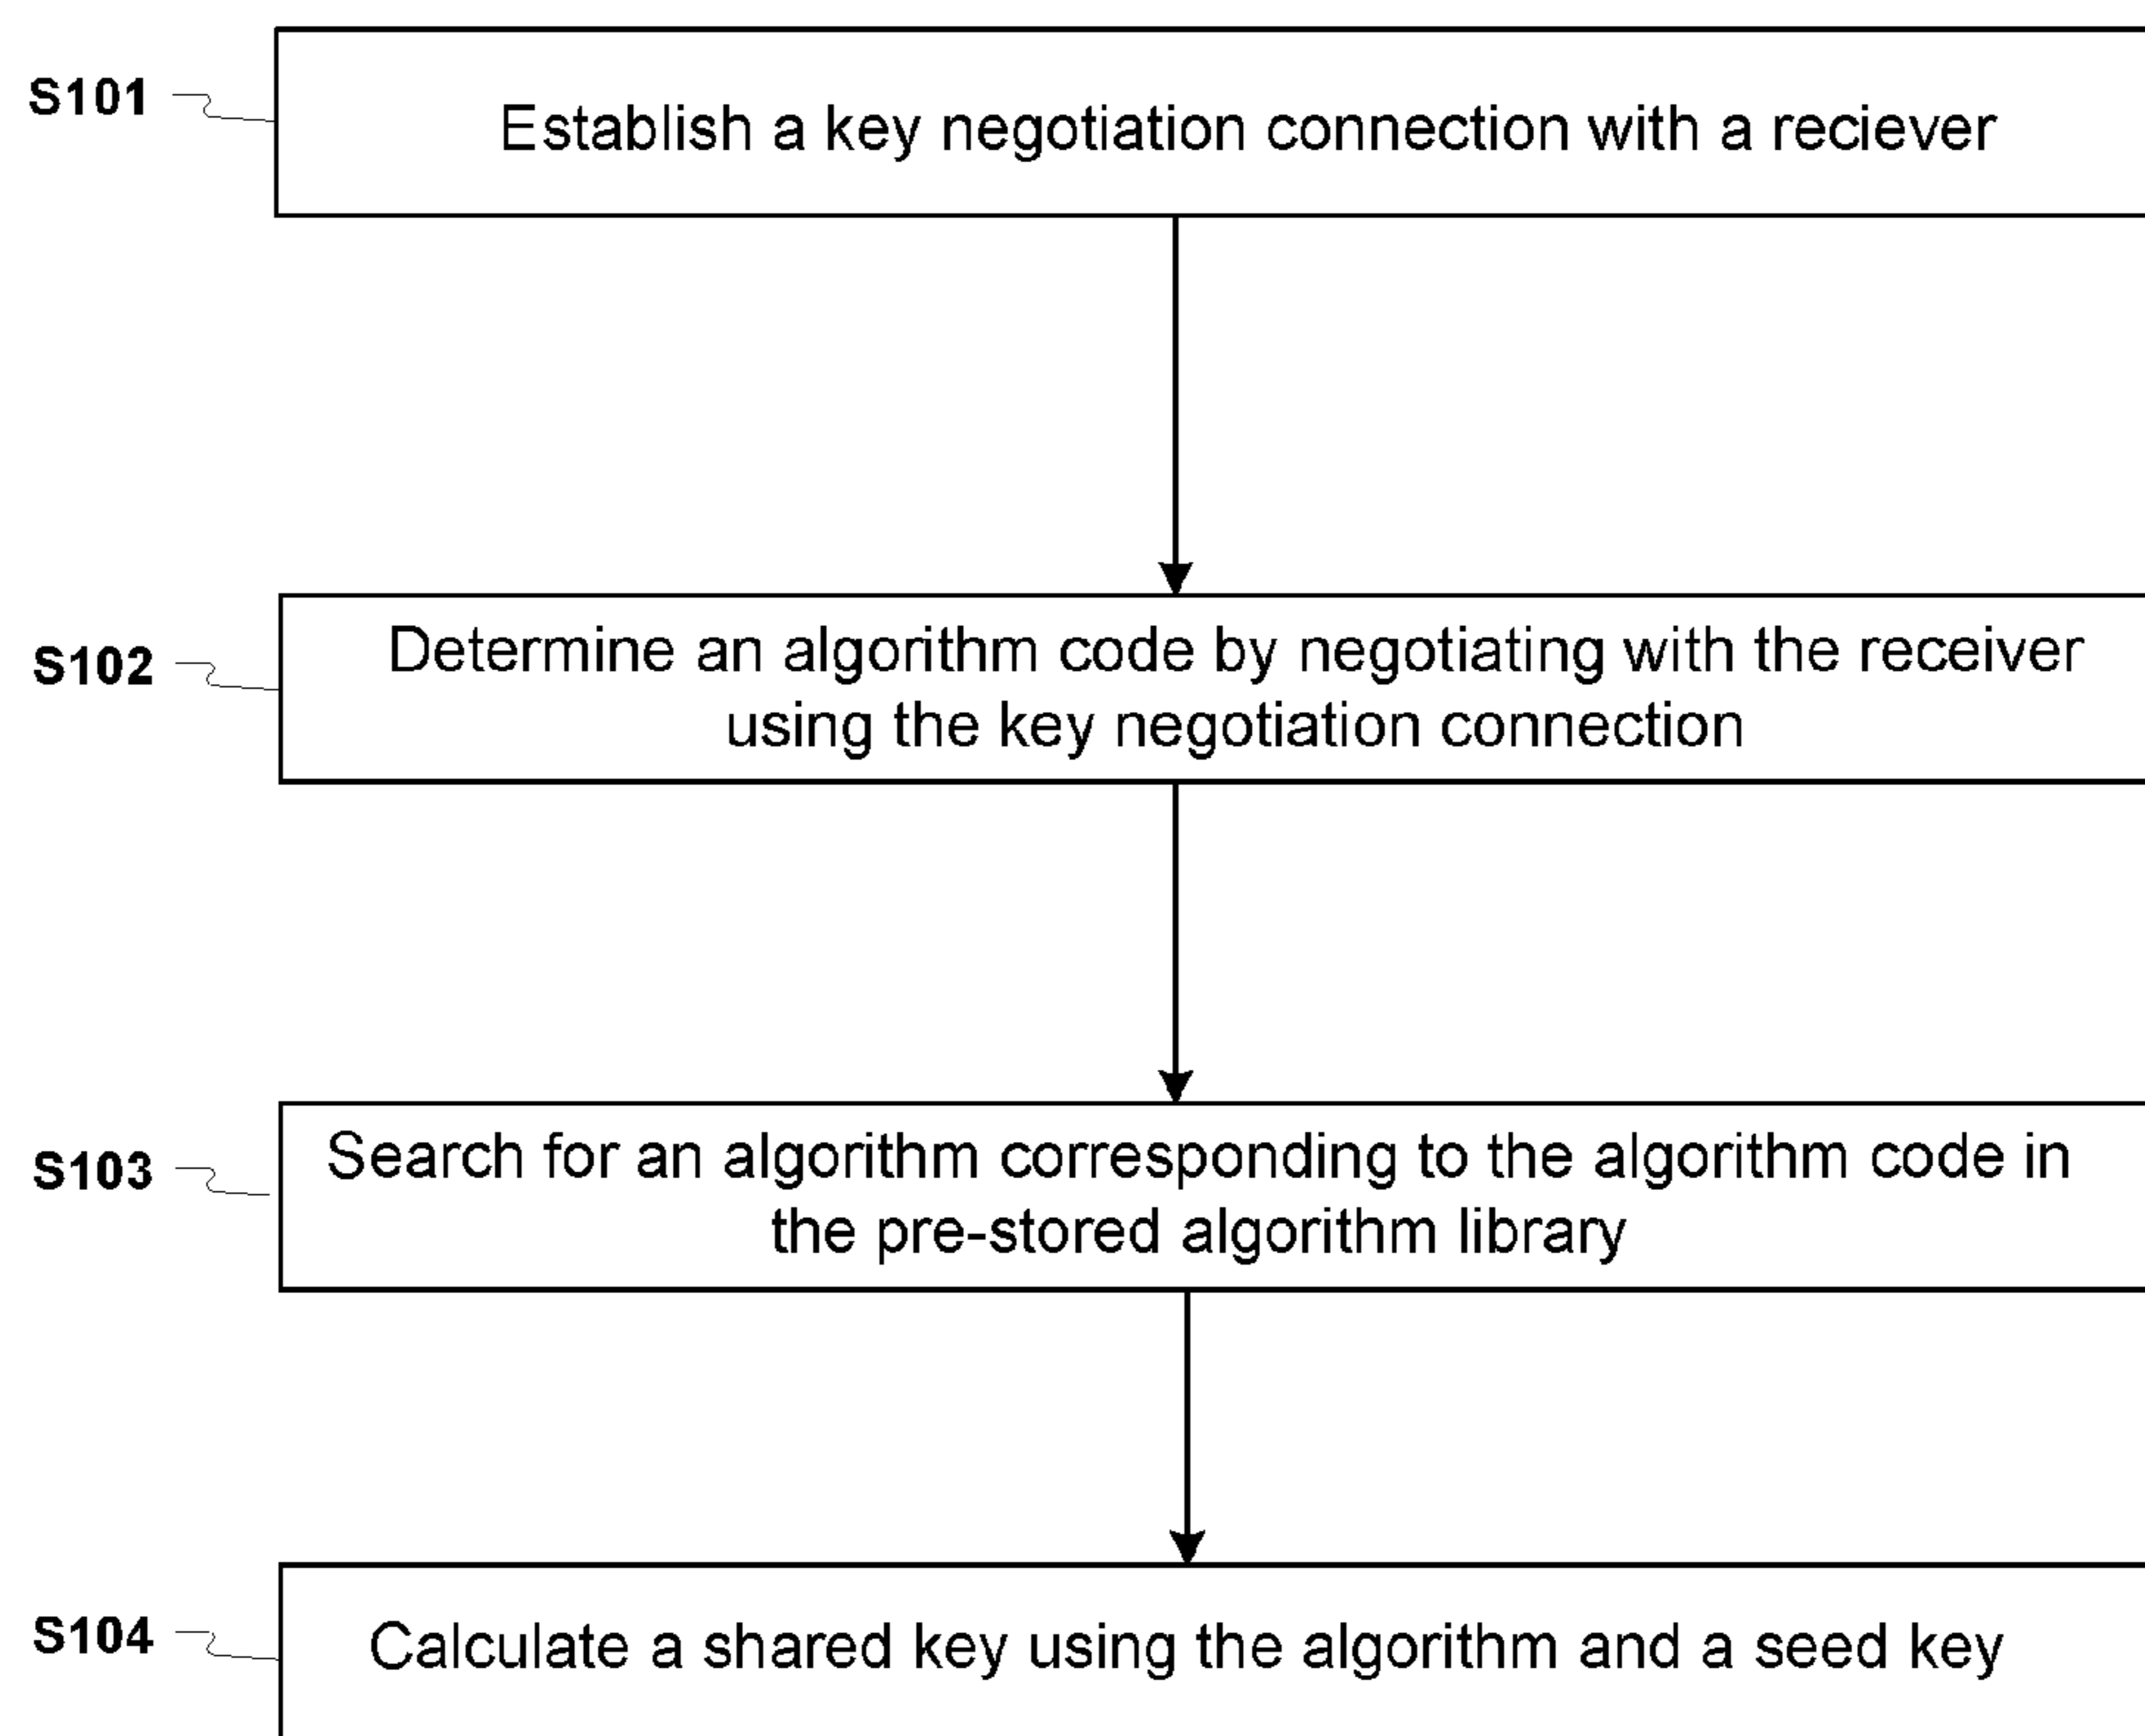 S101
Establish a key negotiation connection with a reciever
S102
Determine an algorithm code by negotiating with the receiver
using the key negotiation connection
S103
Search for an algorithm corresponding to the algorithm code in
the pre-stored algorithm library
S104
Calculate a shared key using the algorithm and a seed key